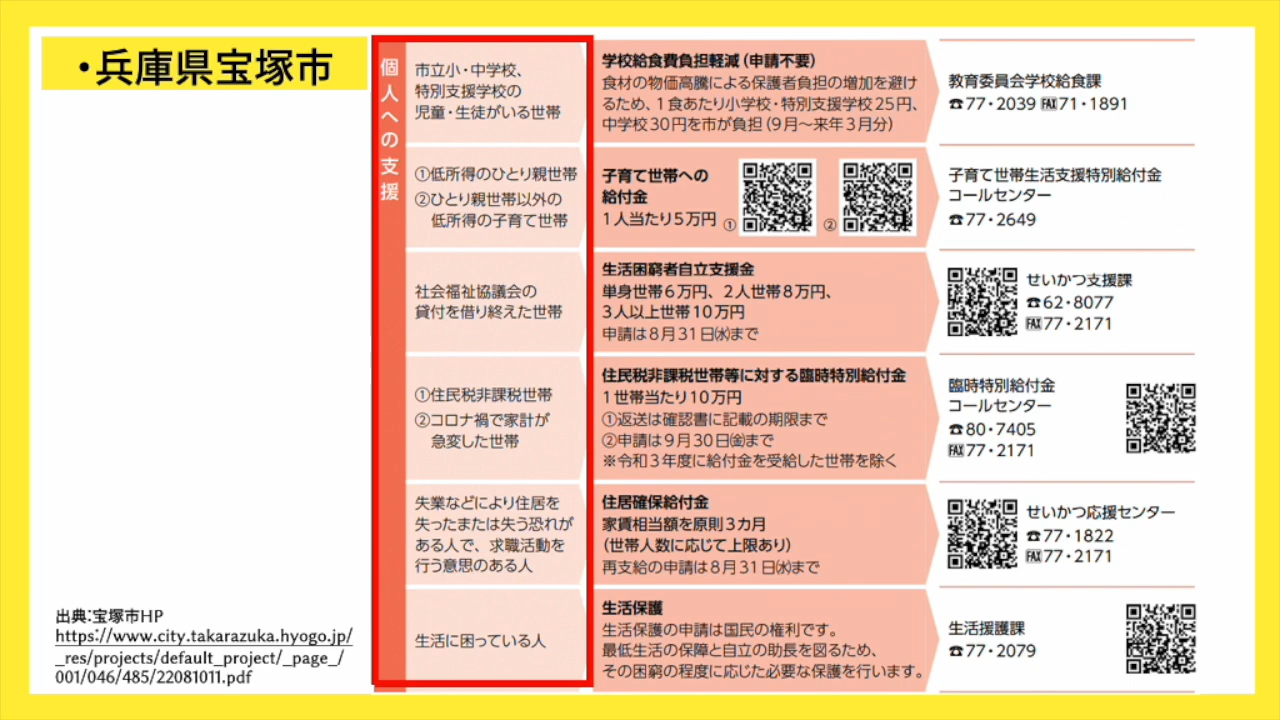 ・兵庫県宝塚市
個人への支援
市立小・中学校、
特別支援学校の
児童・生徒がいる世帯
学校給食費負担軽減(申請不要)
食材の物価高騰による保護者負担の増加を避け
るため、1食あたり小学校・特別支援学校25円、
中学校30円を市が負担(9月～来年3月分)
教育委員会学校給食課
☎77・2039 FAX71・1891
①低所得のひとり親世帯
②ひとり親世帯以外の
低所得の子育て世帯
子育て世帯への
給付金
1人当たり5万円 ① ②
子育て世帯生活支援特別給付金
コールセンター
☎77・2649
社会福祉協議会の
貸付を借り終えた世帯
生活困窮者自立支援金
単身世帯6万円、2人世帯8万円、
3人以上世帯10万円
申請は8月31日㈬まで
せいかつ支援課
☎62・8077
FAX77・2171
①住民税非課税世帯
②コロナ禍で家計が
急変した世帯
住民税非課税世帯等に対する臨時特別給付金
1世帯当たり10万円
①返送は確認書に記載の期限まで
②申請は9月30日㈮まで
※令和3年度に給付金を受給した世帯を除く
臨時特別給付金
コールセンター
☎80・7405
FAX77・2171
失業などにより住居を
失ったまたは失う恐れが
ある人で、求職活動を
行う意思のある人
住居確保給付金
家賃相当額を原則3カ月
(世帯人数に応じて上限あり)
再支給の申請は8月31日㈬まで
せいかつ応援センター
☎77・1822
FAX77・2171
生活に困っている人
生活保護
生活保護の申請は国民の権利です。
最低生活の保障と自立の助長を図るため、
その困窮の程度に応じた必要な保護を行います。
生活援護課
☎77・2079
出典:宝塚市HP
https://www.city.takarazuka.hyogo.jp/
_res/projects/default_project/_page_/
001/046/485/22081011.pdf